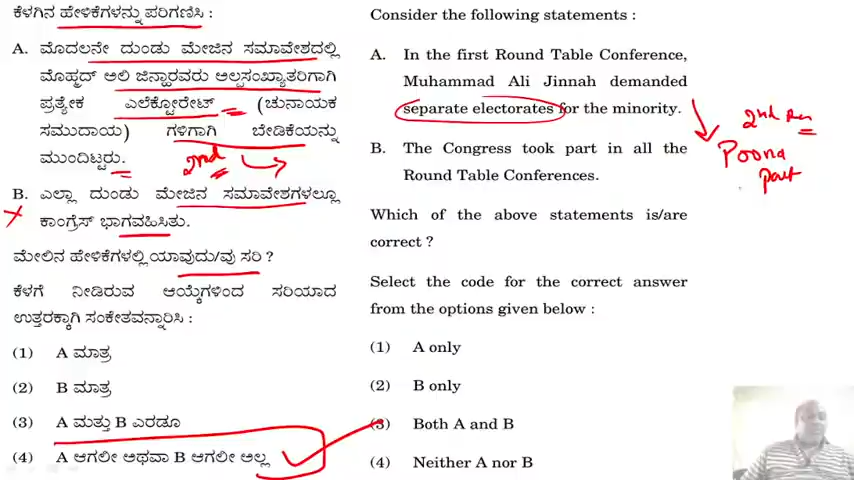 ಕೆಳಗಿನ ಹೇಳಿಕೆಗಳನ್ನು ಪರಿಗಣಿಸಿ :
A. ಮೊದಲನೇ ದುಂಡು ಮೇಜಿನ ಸಮಾವೇಶದಲ್ಲಿ
ಮೊಹ್ಮದ್ ಅಲಿ ಜಿನ್ಹಾರವರು ಅಲ್ಪಸಂಖ್ಯಾತರಿಗಾಗಿ
ಪ್ರತ್ಯೇಕ ಎಲೆಕ್ಟೋರೇಟ್ (ಚುನಾಯಕ
ಸಮುದಾಯ) ಗಳಿಗಾಗಿ ಬೇಡಿಕೆಯನ್ನು
ಮುಂದಿಟ್ಟರು.
2nd
B. ಎಲ್ಲಾ ದುಂಡು ಮೇಜಿನ ಸಮಾವೇಶಗಳಲ್ಲೂ
ಕಾಂಗ್ರೆಸ್ ಭಾಗವಹಿಸಿತು.
ಮೇಲಿನ ಹೇಳಿಕೆಗಳಲ್ಲಿ ಯಾವುದು/ವು ಸರಿ ?
ಕೆಳಗೆ ನೀಡಿರುವ ಆಯ್ಕೆಗಳಿಂದ ಸರಿಯಾದ
ಉತ್ತರಕ್ಕಾಗಿ ಸಂಕೇತವನ್ನಾರಿಸಿ :
(1) A ಮಾತ್ರ
(2) B ಮಾತ್ರ
(3) A ಮತ್ತು B ಎರಡೂ
(4) A ಆಗಲೀ ಅಥವಾ B ಆಗಲೀ ಅಲ್ಲ
Consider the following statements :
A. In the first Round Table Conference,
Muhammad Ali Jinnah demanded
separate electorates for the minority.
B. The Congress took part in all the
Round Table Conferences.
Which of the above statements is/are
correct ?
Select the code for the correct answer
from the options given below :
(1) A only
(2) B only
(3) Both A and B
(4) Neither A nor B
2nd
Poona